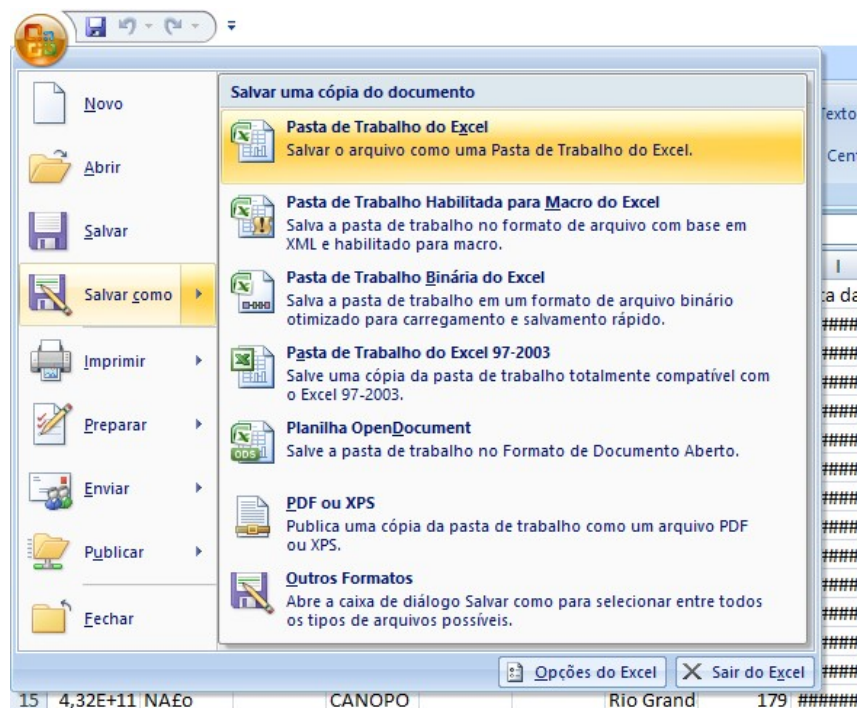 Novo
Abrir
Salvar
Salvar como
Imprimir
Preparar
Enviar
Publicar
Fechar
Salvar uma cópia do documento
Pasta de Trabalho do Excel
Salvar o arquivo como uma Pasta de Trabalho do Excel.
Pasta de Trabalho Habilitada para Macro do Excel
Salva a pasta de trabalho no formato de arquivo com base em
XML e habilitado para macro.
Pasta de Trabalho Binária do Excel
Salva a pasta de trabalho em um formato de arquivo binário
otimizado para carregamento e salvamento rápido.
Pasta de Trabalho do Excel 97-2003
Salve uma cópia da pasta de trabalho totalmente compatível com
o Excel 97-2003.
Planilha OpenDocument
ODS
Salve a pasta de trabalho no Formato de Documento Aberto.
PDF ou XPS
Publica uma cópia da pasta de trabalho como um arquivo PDF
ou XPS.
Outros Formatos
Abre a caixa de diálogo Salvar como para selecionar entre todos
os tipos de arquivos possíveis.
Opções do Excel
Sair do Excel
Texto
Cen
I
ta da
#####
#####
#####
#####
#####
#####
#####
#####
#####
#####
#####
#####
#####
15 4,32E+11 NA£o CANOPO Rio Grand 179 ######